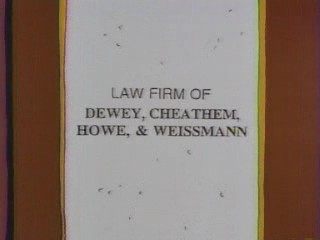 LAW FIRM OF
DEWEY, CHEATHEM,
HOWE, & WEISSMANN